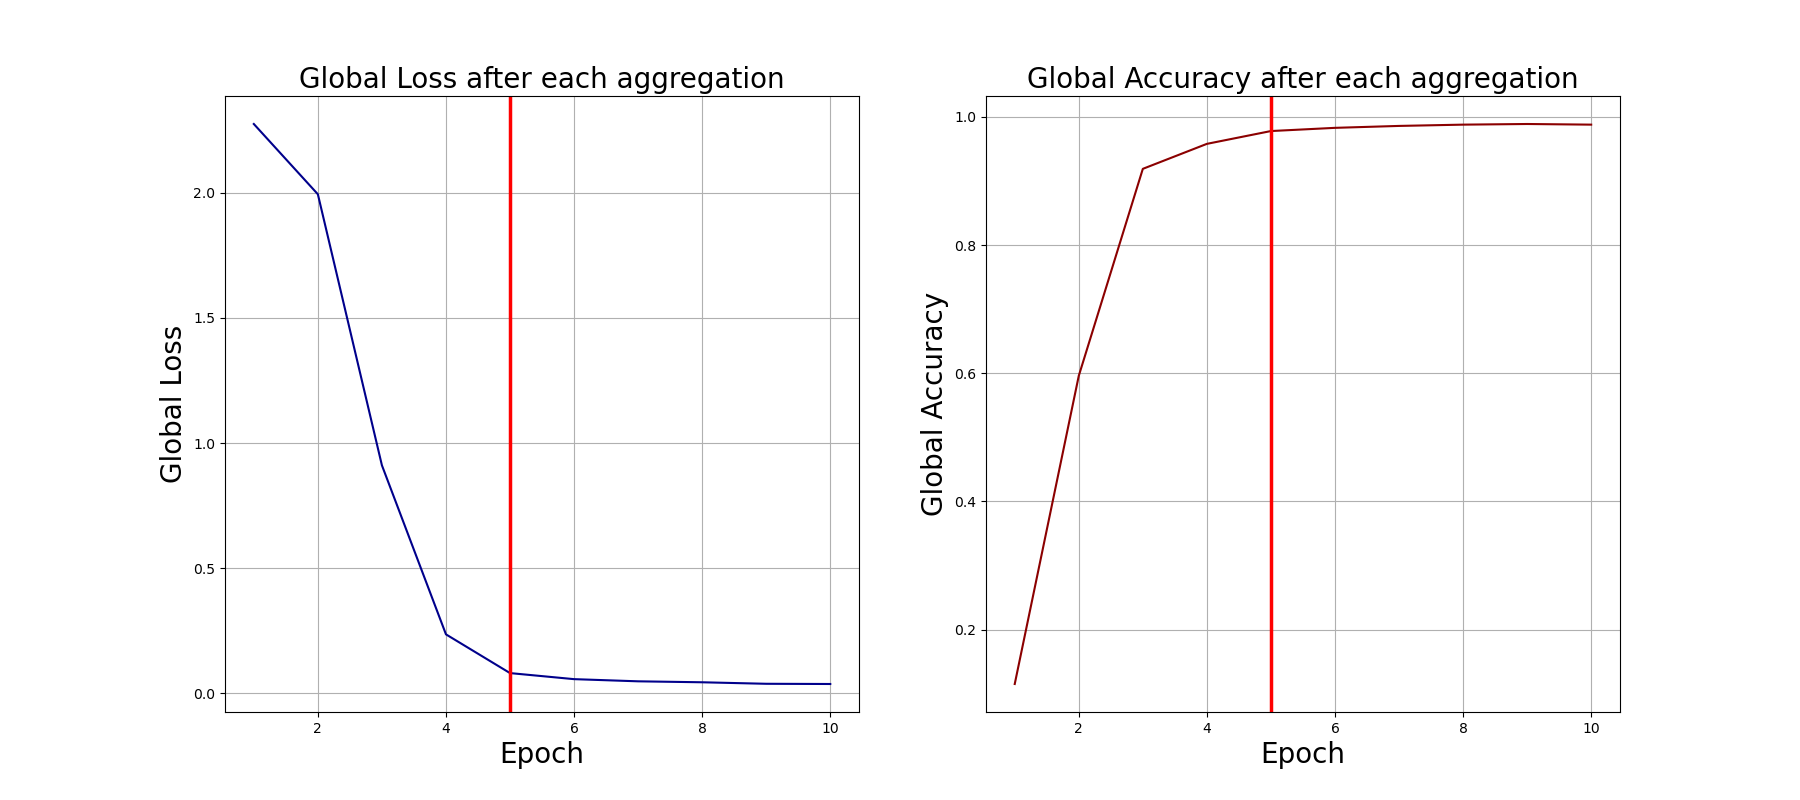 Global Loss after each aggregation
Global Loss
2.0
1.5
1.0
0.5
0.0
2 4 6 8 10
Epoch
Global Accuracy after each aggregation
Global Accuracy
1.0
0.8
0.6
0.4
0.2
2 4 6 8 10
Epoch